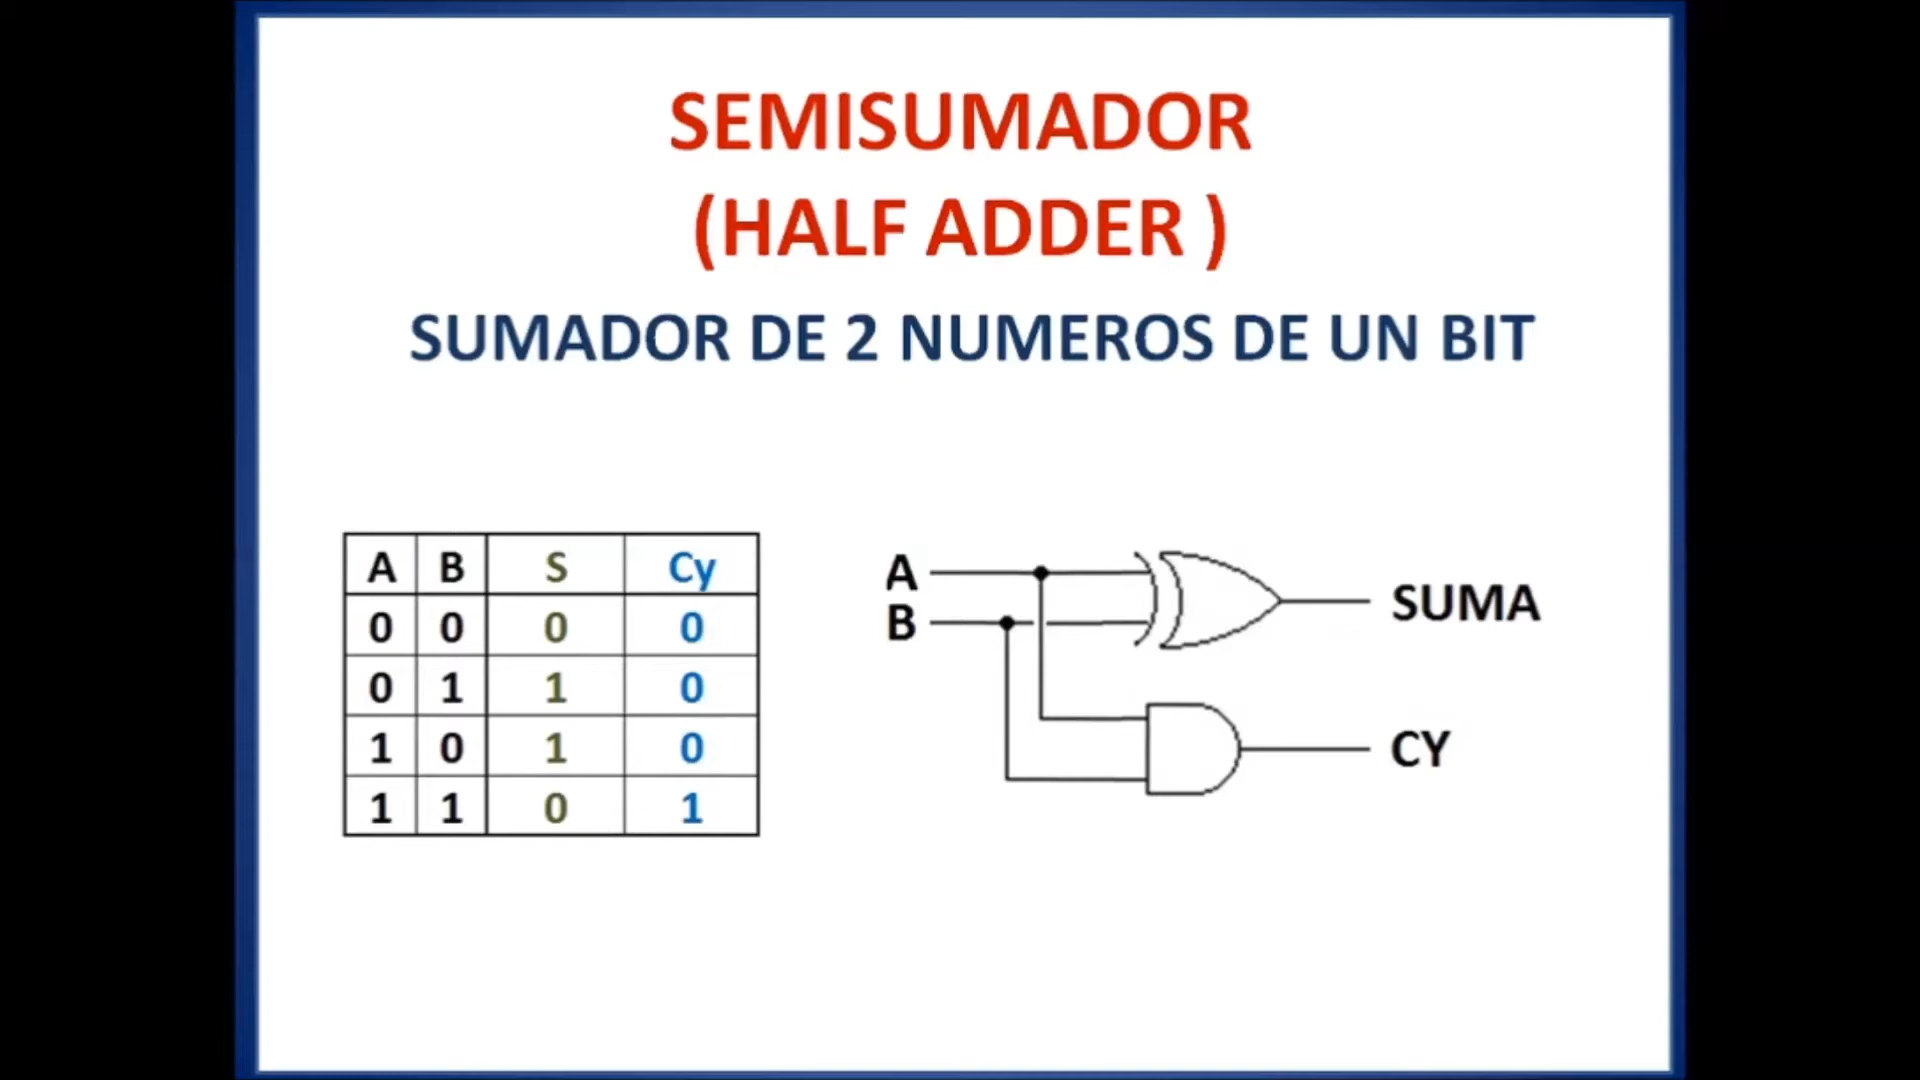 SEMISUMADOR
(HALF ADDER )
SUMADOR DE 2 NUMEROS DE UN BIT
A B S Cy
0 0 0 0
0 1 1 0
1 0 1 0
1 1 0 1
A
B
SUMA
CY